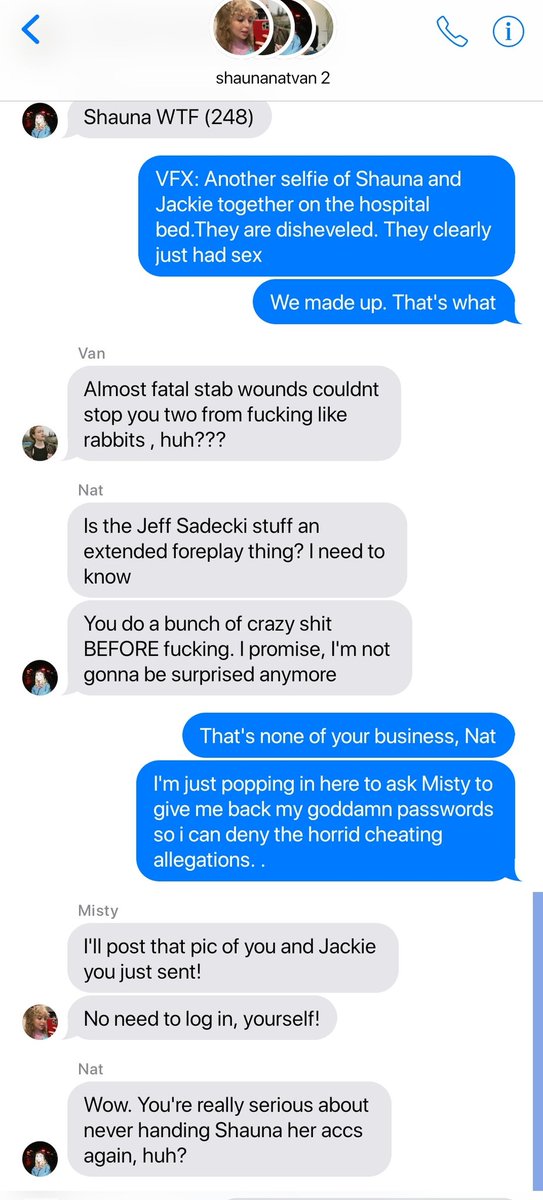 shaunanatvan 2
Shauna WTF (248)
VFX: Another selfie of Shauna and
Jackie together on the hospital
bed.They are disheveled. They clearly
just had sex
We made up. That's what
Van
Almost fatal stab wounds couldnt
stop you two from fucking like
rabbits , huh???
Nat
Is the Jeff Sadecki stuff an
extended foreplay thing? I need to
know
You do a bunch of crazy shit
BEFORE fucking. I promise, I'm not
gonna be surprised anymore
That's none of your business, Nat
I'm just popping in here to ask Misty to
give me back my goddamn passwords
so i can deny the horrid cheating
allegations. .
Misty
I'll post that pic of you and Jackie
you just sent!
No need to log in, yourself!
Nat
Wow. You're really serious about
never handing Shauna her accs
again, huh?